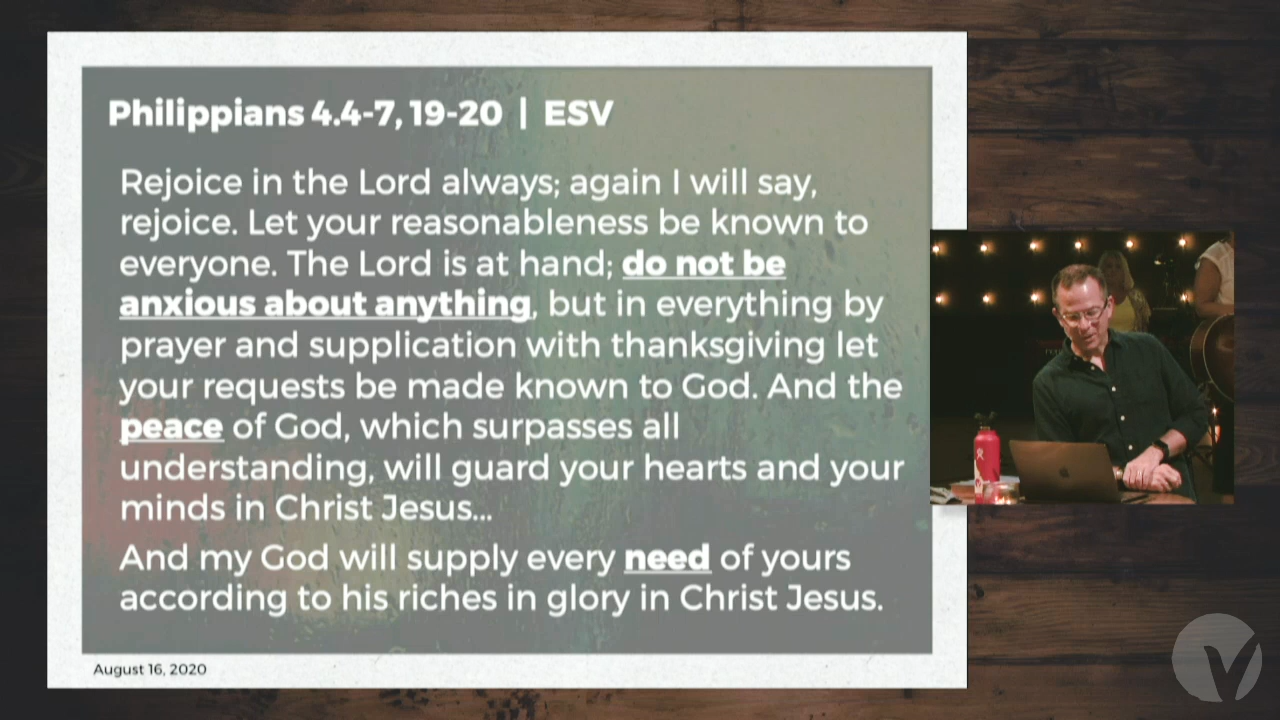 Philippians 4.4-7, 19-20 | ESV
Rejoice in the Lord always; again I will say,
rejoice. Let your reasonableness be known to
everyone. The Lord is at hand; do not be
anxious about anything, but in everything by
prayer and supplication with thanksgiving let
your requests be made known to God. And the
peace of God, which surpasses all
understanding, will guard your hearts and your
minds in Christ Jesus...
And my God will supply every need of yours
according to his riches in glory in Christ Jesus.
August 16, 2020